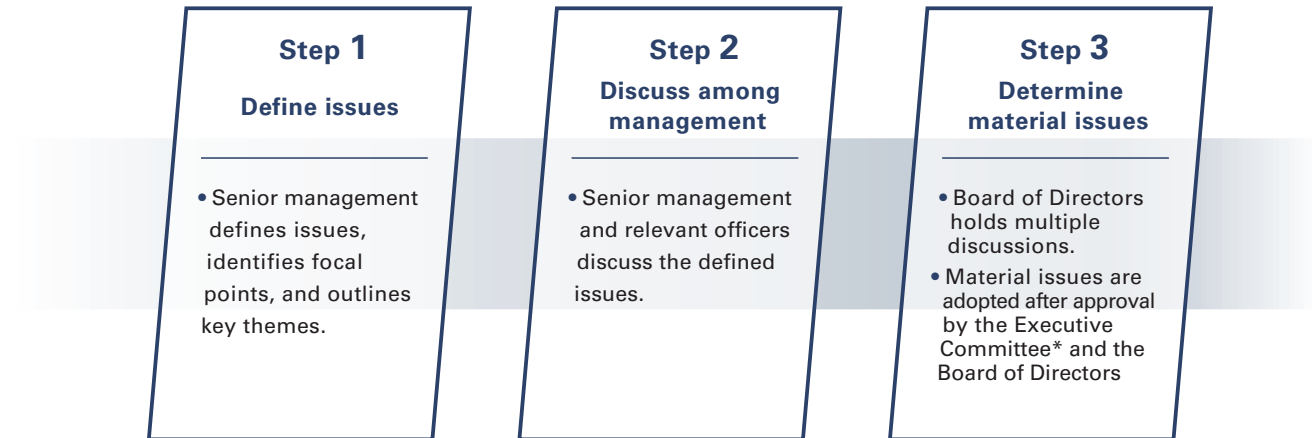 Step 1
Define issues
• Senior management
defines issues,
identifies focal
points, and outlines
key themes.
Step 2
Discuss among
management
• Senior management
and relevant officers
discuss the defined
issues.
Step 3
Determine
material issues
• Board of Directors
holds multiple
discussions.
• Material issues are
adopted after approval
by the Executive
Committee* and the
Board of Directors